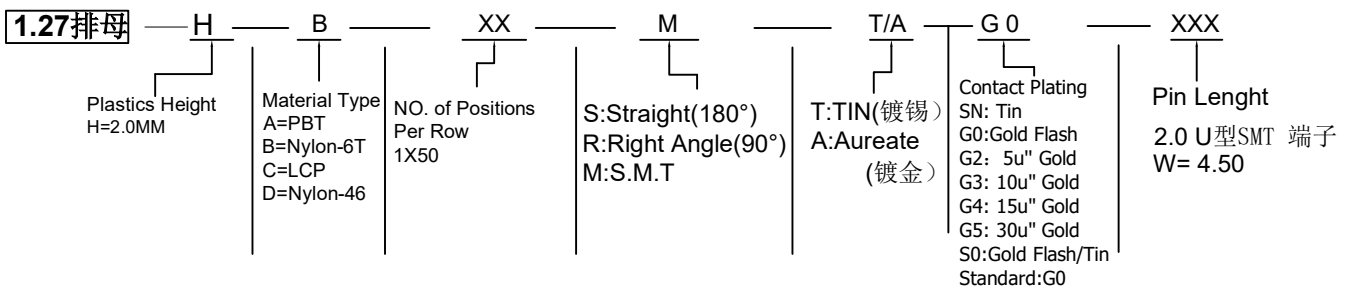 1.27排母 H B XX M T/A G 0 XXX
Plastics Height
H=2.0MM
Material Type
A=PBT
B=Nylon-6T
C=LCP
D=Nylon-46
NO. of Positions
Per Row
1X50
S:Straight(180°)
R:Right Angle(90°)
M:S.M.T
T:TIN(镀锡）
A:Aureate
(镀金）
Contact Plating
SN: Tin
G0:Gold Flash
G2： 5u" Gold
G3: 10u" Gold
G4: 15u" Gold
G5: 30u" Gold
S0:Gold Flash/Tin
Standard:G0
Pin Lenght
2.0 U型SMT 端子
W= 4.50